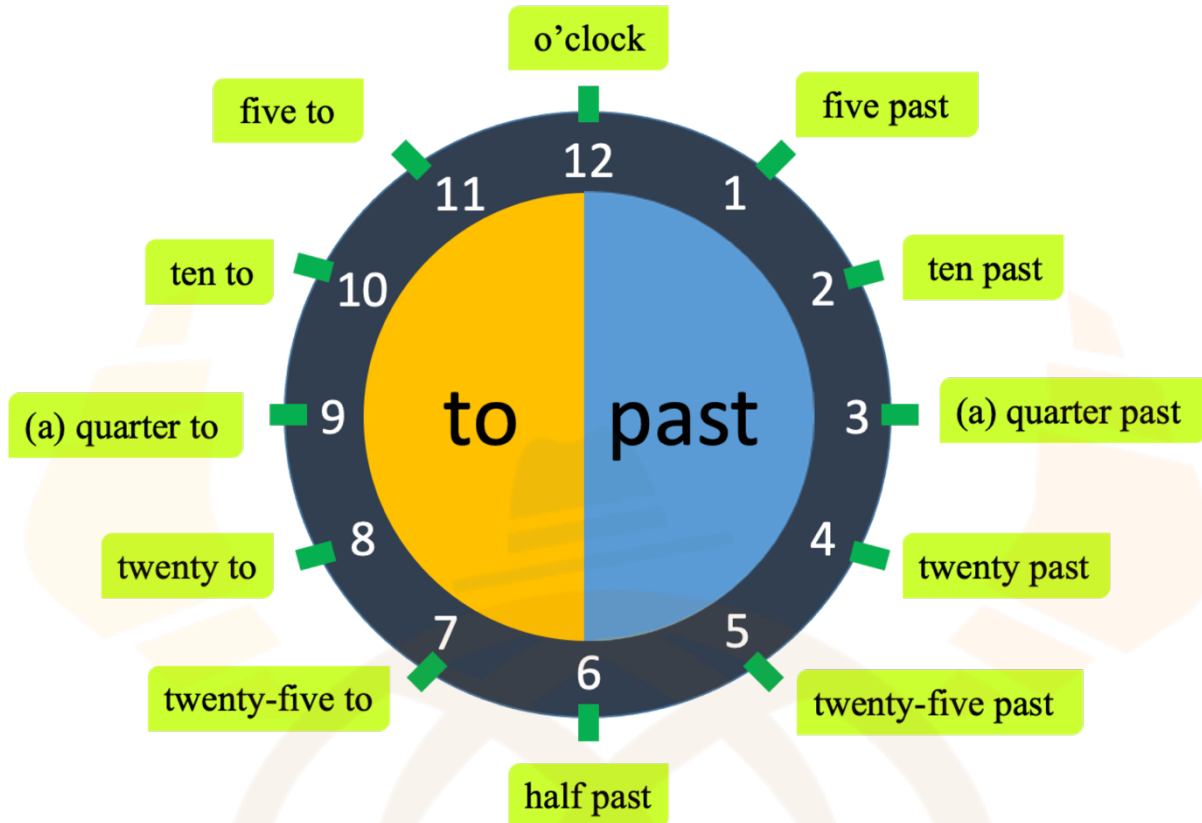 o’clock
five to
five past
12
11
1
ten to
10
2
ten past
(a) quarter to
9
to
past
3
(a) quarter past
twenty to
8
4
twenty past
7
5
twenty-five to
6
twenty-five past
half past